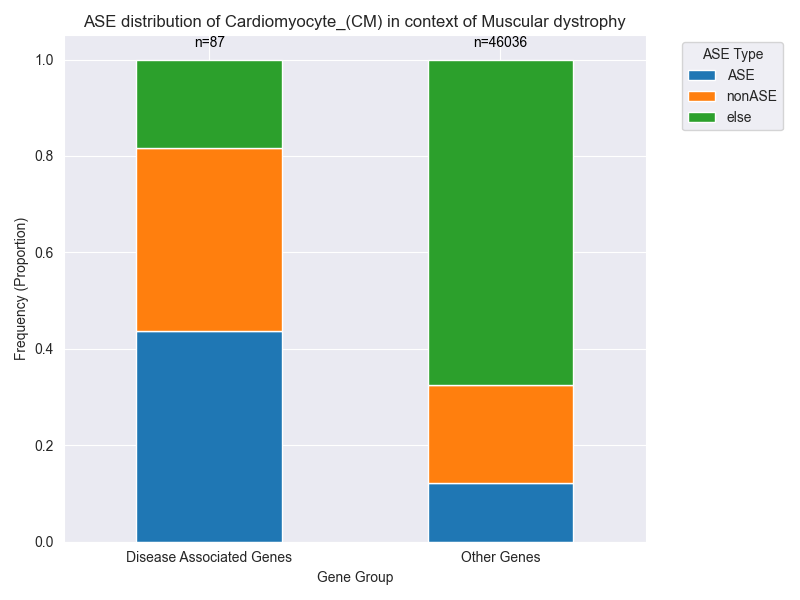 ASE distribution of Cardiomyocyte_(CM) in context of Muscular dystrophy
n=87
n=46036
ASE Type
ASE
nonASE
else
Frequency (Proportion)
1.0
0.8
0.6
0.4
0.2
0.0
Disease Associated Genes
Other Genes
Gene Group